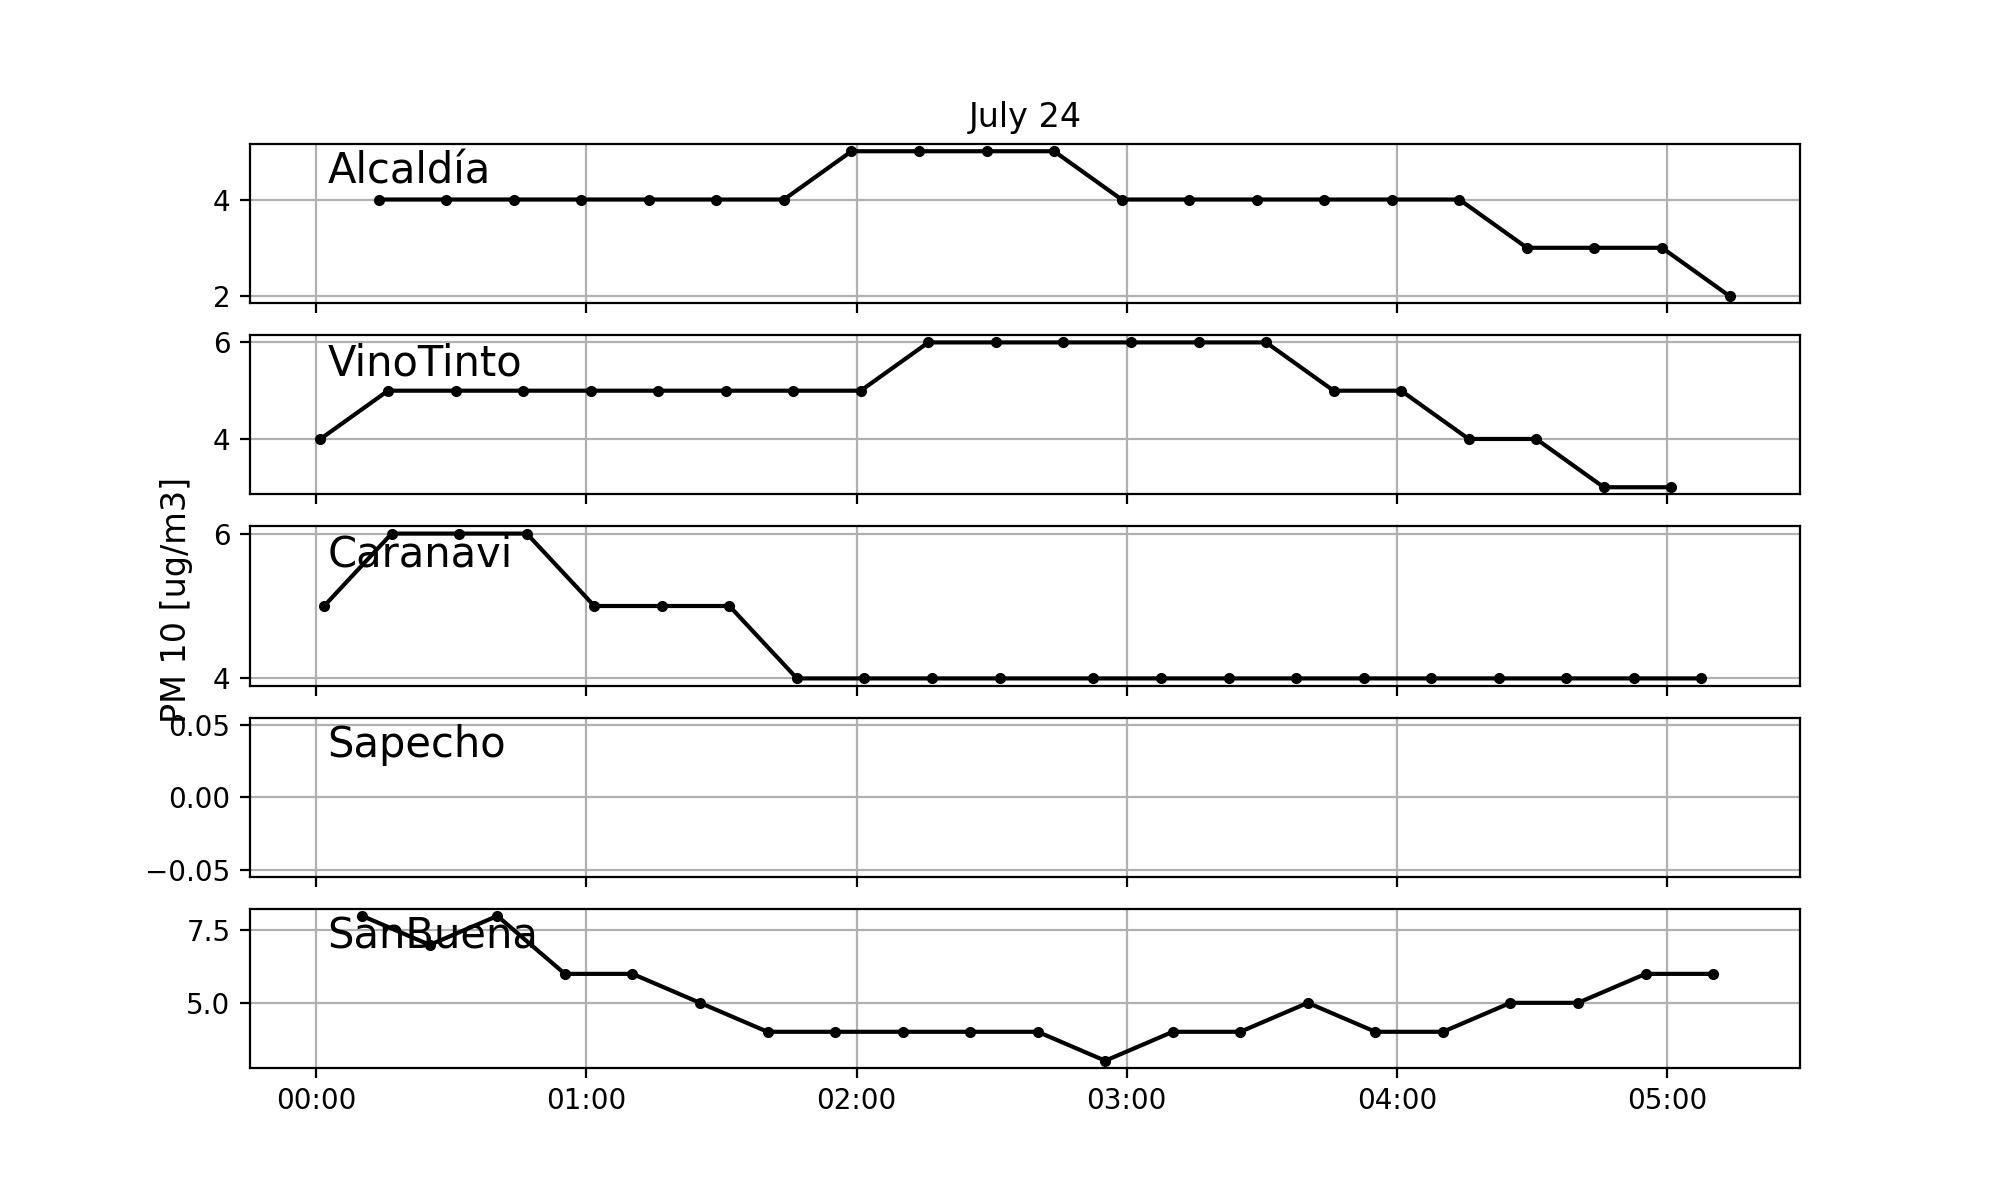 July 24
Alcaldía
4
2
VinoTinto
6
4
PM 10 [ug/m3]
Caranavi
6
4
Sapecho
0.05
0.00
−0.05
SanBuena
7.5
5.0
00:00 01:00 02:00 03:00 04:00 05:00